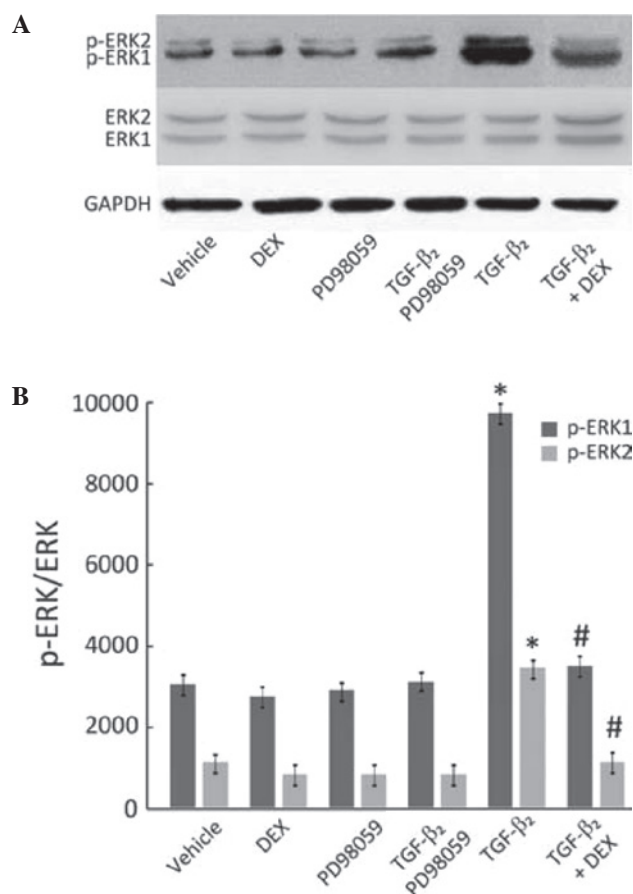 A
p-ERK2
p-ERK1
ERK2
ERK1
GAPDH
Vehicle
DEX
PD98059
TGF-β₂
PD98059
TGF-β₂
TGF-β₂
+ DEX
B
10000
8000
6000
4000
2000
0
p-ERK/ERK
*
*
#
#
p-ERK1
p-ERK2
Vehicle
DEX
PD98059
TGF-β₂
PD98059
TGF-β₂
TGF-β₂
+ DEX